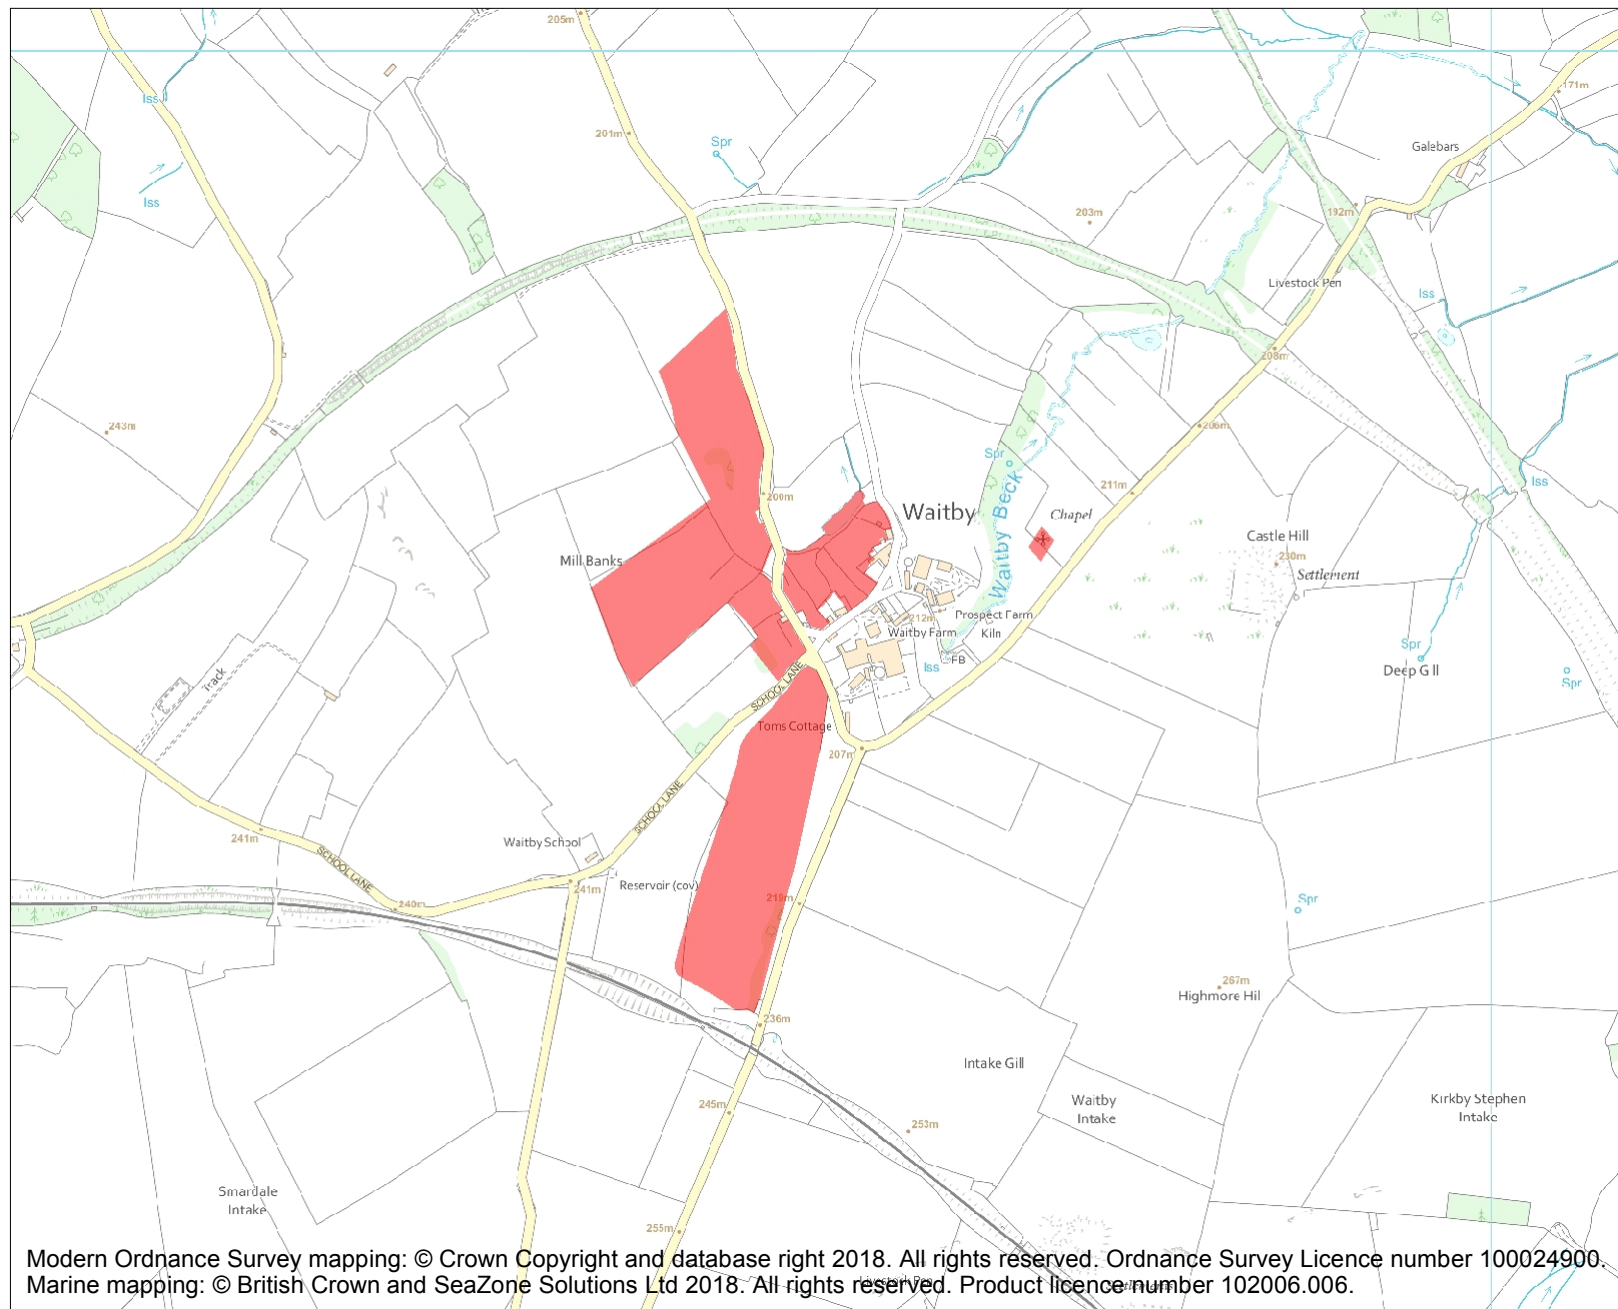 205m
171m
Iss
201m
Spr
Galebars
Iss
203m
192m
Livestock Pen
Iss
208m
243m
206m
Spr
Iss
211m
200m
Waitby
Chapel
Waitby Beck
Castle Hill
230m
Settlement
Mill Banks
212m
Prospect Farm
Waitby Farm
Kiln
Spr
FB
Iss
Deep Gill
Spr
Track
SCHOOL LANE
Toms Cottage
207m
SCHOOL LANE
241m
Waitby School
SCHOOL LANE
Reservoir (cov)
241m
219m
240m
Spr
267m
Highmore Hill
236m
Intake Gill
245m
Waitby
Intake
Kirkby Stephen
Intake
253m
Smardale
Intake
255m
Modern Ordnance Survey mapping: © Crown Copyright and database right 2018. All rights reserved. Ordnance Survey Licence number 100024900.
Livestock Pen
Marine mapping: © British Crown and SeaZone Solutions Ltd 2018. All rights reserved. Product licence number 102006.006.